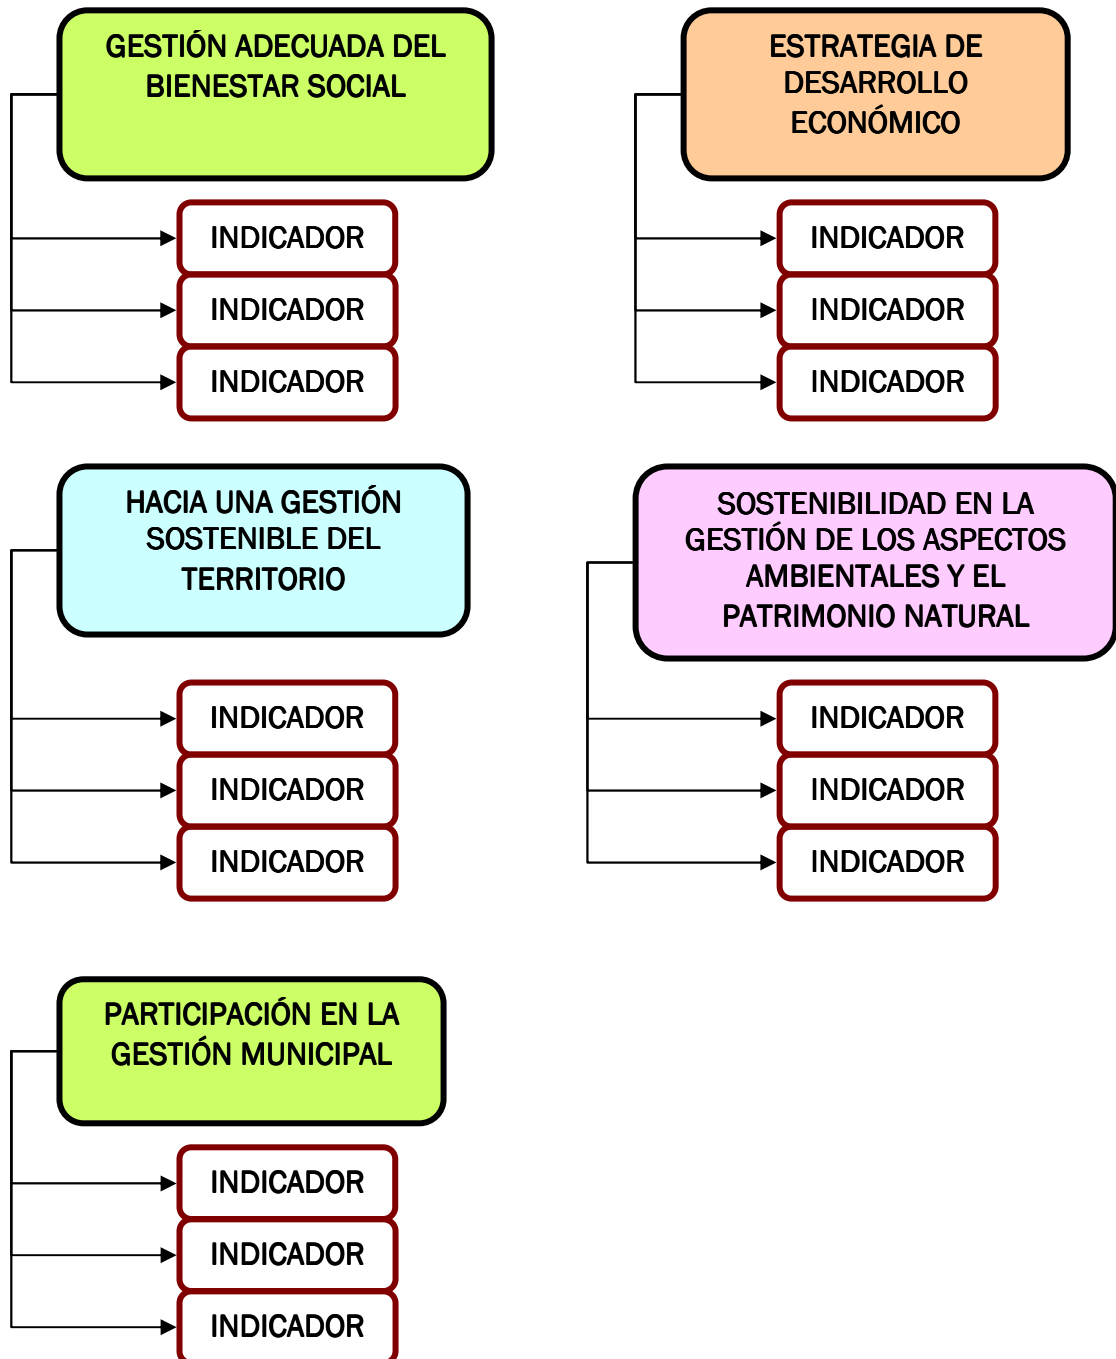 GESTIÓN ADECUADA DEL
BIENESTAR SOCIAL
INDICADOR
INDICADOR
INDICADOR
ESTRATEGIA DE
DESARROLLO
ECONÓMICO
INDICADOR
INDICADOR
INDICADOR
HACIA UNA GESTIÓN
SOSTENIBLE DEL
TERRITORIO
INDICADOR
INDICADOR
INDICADOR
SOSTENIBILIDAD EN LA
GESTIÓN DE LOS ASPECTOS
AMBIENTALES Y EL
PATRIMONIO NATURAL
INDICADOR
INDICADOR
INDICADOR
PARTICIPACIÓN EN LA
GESTIÓN MUNICIPAL
INDICADOR
INDICADOR
INDICADOR